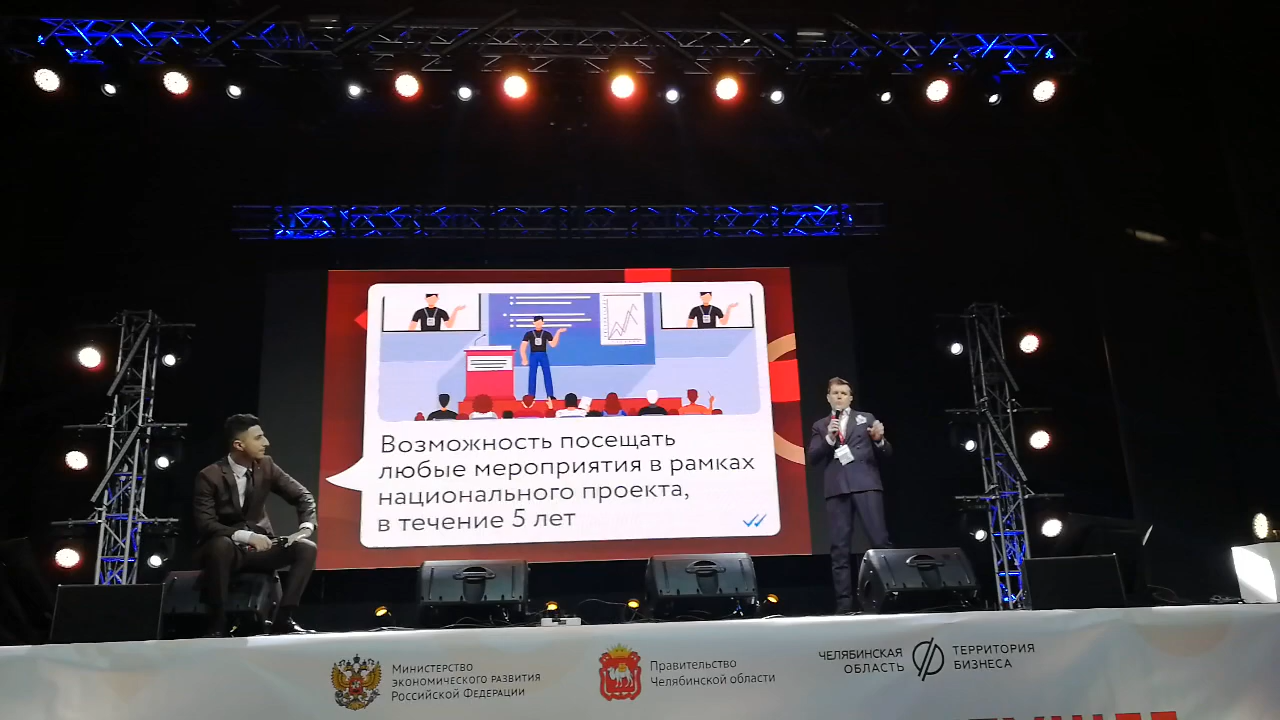 Возможность посещать
любые мероприятия в рамках
национального проекта,
в течение 5 лет
Министерство
экономического развития
Российской Федерации
Правительство
Челябинской области
ЧЕЛЯБИНСКАЯ
ОБЛАСТЬ
ТЕРРИТОРИЯ
БИЗНЕСА